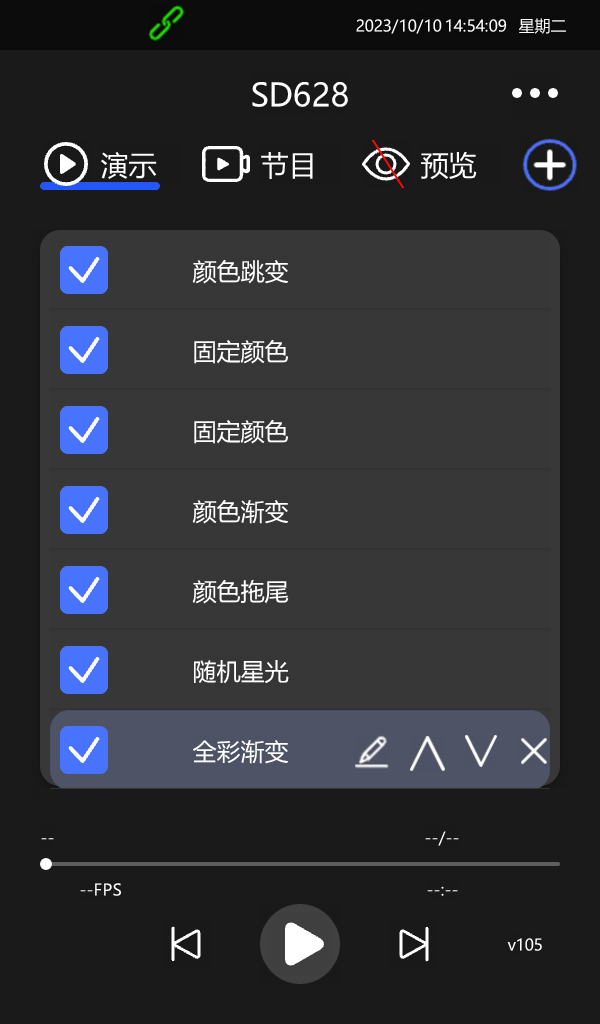 2023/10/10 14:54:09 星期二
SD628
演示 节目 预览
颜色跳变
固定颜色
固定颜色
颜色渐变
颜色拖尾
随机星光
全彩渐变
-- --/--
--FPS --:--
v105